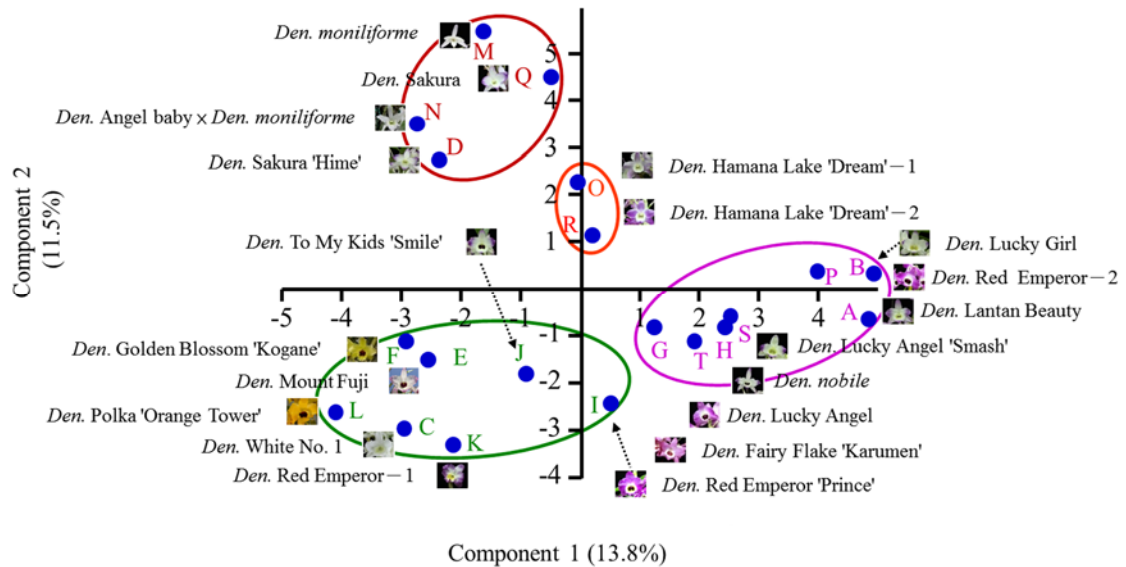 Den. moniliforme
M
5
Den. Sakura
Q
4
Den. Angel baby × Den. moniliforme
N
D
3
Den. Sakura 'Hime'
Den. Hamana Lake 'Dream'－1
O
2
R
Den. Hamana Lake 'Dream'－2
Component 2
(11.5%)
Den. To My Kids 'Smile'
1
Den. Lucky Girl
P
B
Den. Red Emperor－2
-5 -4 -3 -2 -1 1 2 3 4
A
Den. Lantan Beauty
-1
G
T
H
S
Den. Lucky Angel 'Smash'
Den. Golden Blossom 'Kogane'
F
E
J
Den. Mount Fuji
-2
Den. nobile
Den. Polka 'Orange Tower'
L
C
I
Den. Lucky Angel
-3
Den. White No. 1
K
Den. Fairy Flake 'Karumen'
Den. Red Emperor－1
-4
Den. Red Emperor 'Prince'
Component 1 (13.8%)